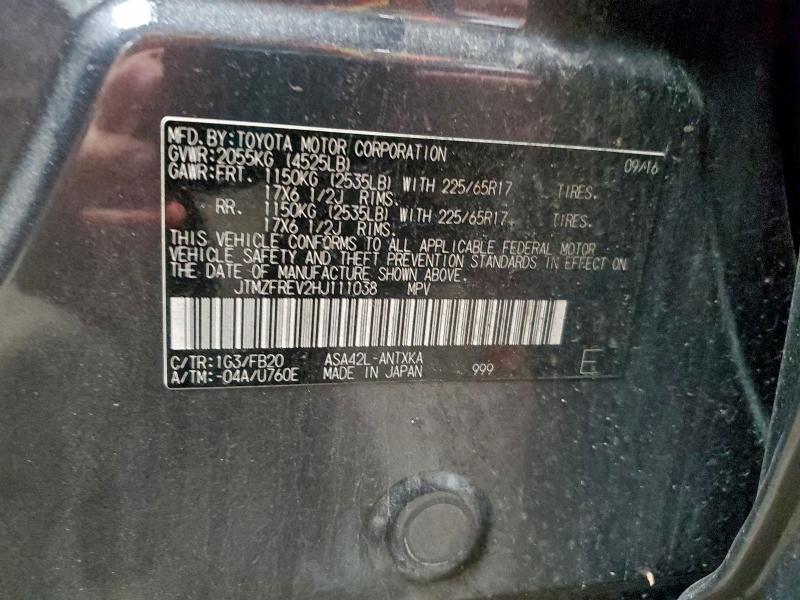 MFD. BY: TOYOTA MOTOR CORPORATION 09/16
GVWR: 2055KG (4525LB)
GAWR: FRT. 1150KG (2535LB) WITH 225/65R17 TIRES.
17X6 1/2J RIMS.
RR. 1150KG (2535LB) WITH 225/65R17 TIRES.
17X6 1/2J RIMS.
THIS VEHICLE CONFORMS TO ALL APPLICABLE FEDERAL MOTOR
VEHICLE SAFETY AND THEFT PREVENTION STANDARDS IN EFFECT ON
THE DATE OF MANUFACTURE SHOWN ABOVE.
JTMZFREV2HJ111038 MPV
C/TR:1G3/FB20 ASA42L-ANTXKA
A/TM:-04A/U760E MADE IN JAPAN 999 E